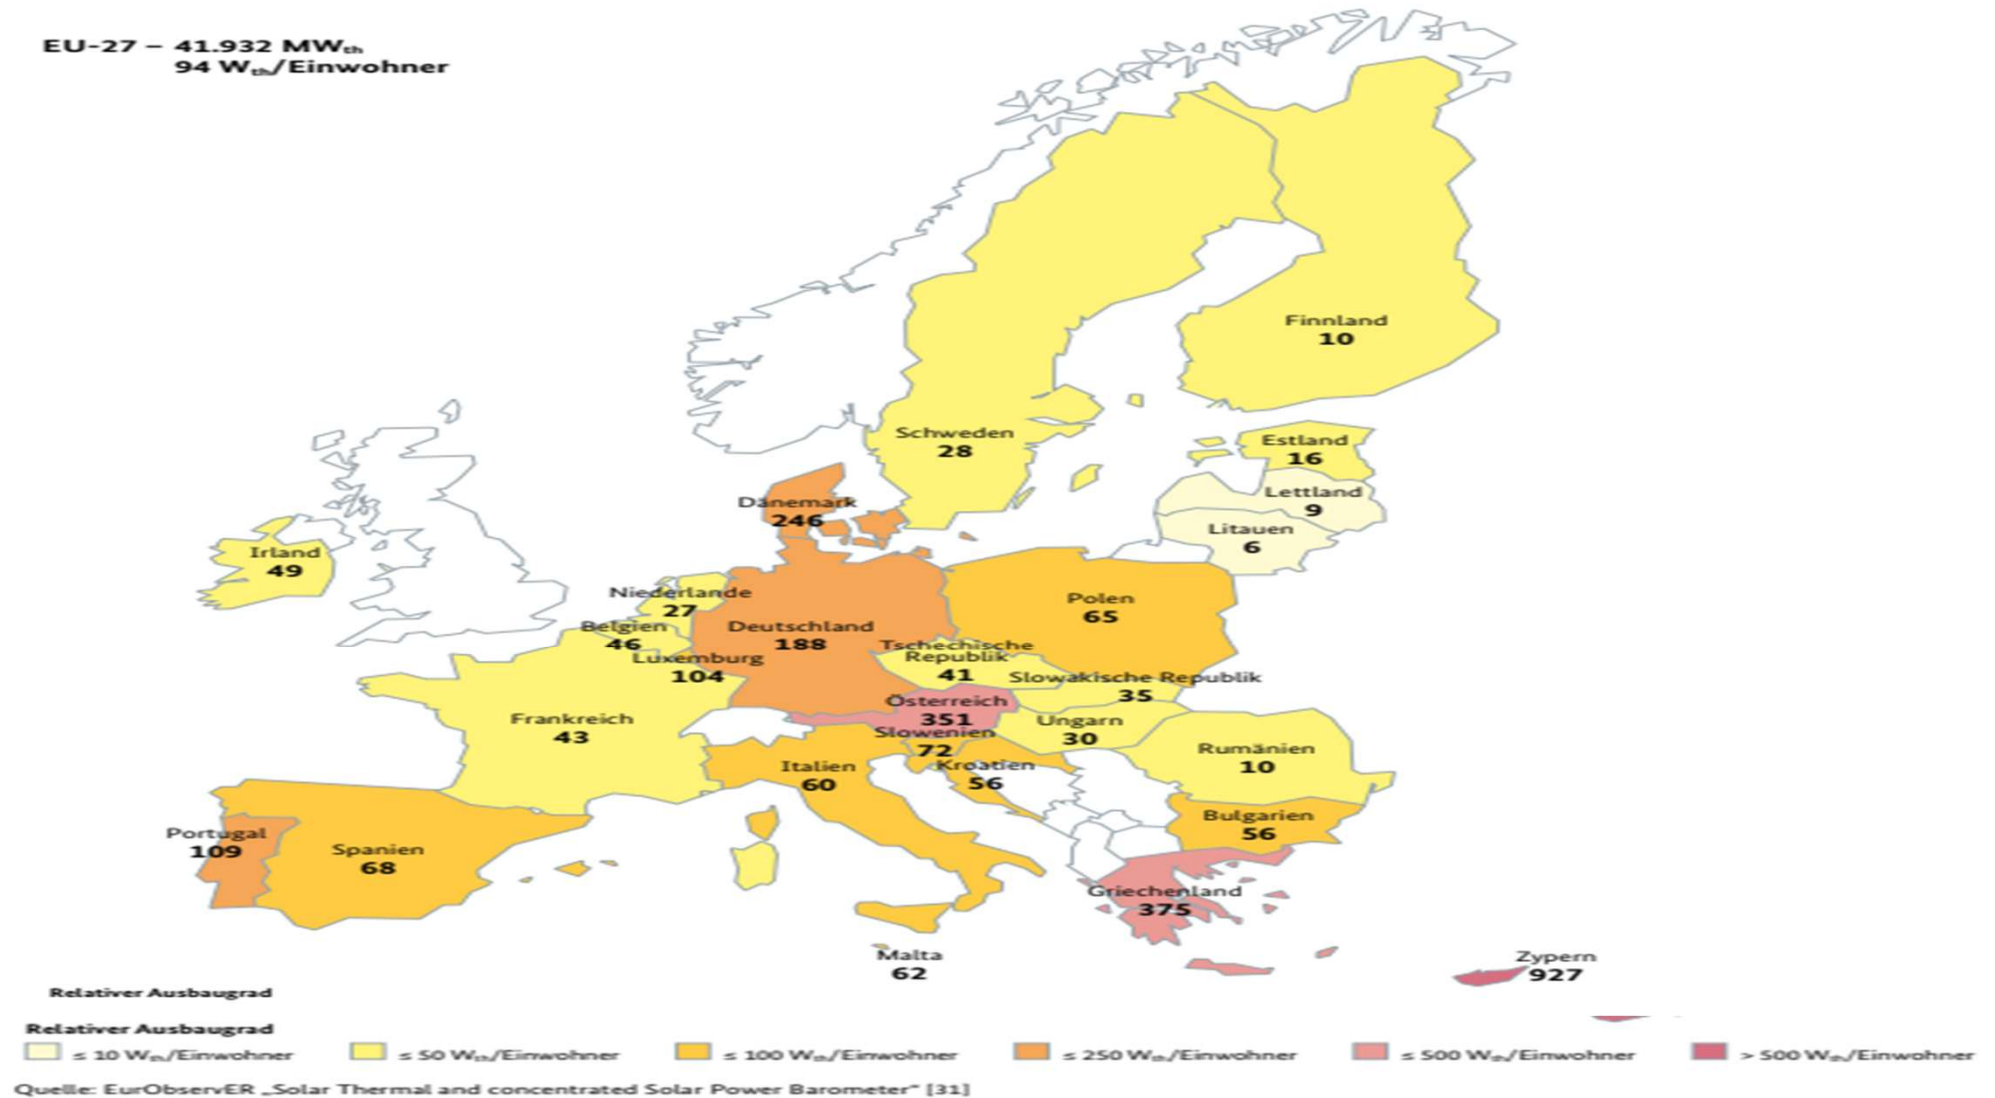 EU-27 – 41.932 MWth
94 Wth/Einwohner
Finnland
10
Schweden
28
Estland
16
Lettland
9
Litauen
6
Dänemark
246
Irland
49
Niederlande
27
Belgien
46
Luxemburg
104
Deutschland
188
Polen
65
Tschechische
Republik
41
Slowakische Republik
35
Österreich
351
Slowenien
72
Ungarn
30
Frankreich
43
Rumänien
10
Italien
60
Kroatien
56
Bulgarien
56
Portugal
109
Spanien
68
Griechenland
375
Malta
62
Zypern
927
Relativer Ausbaugrad
Relativer Ausbaugrad
≤ 10 Wth/Einwohner
≤ 50 Wth/Einwohner
≤ 100 Wth/Einwohner
≤ 250 Wth/Einwohner
≤ 500 Wth/Einwohner
> 500 Wth/Einwohner
Quelle: EurObservER „Solar Thermal and concentrated Solar Power Barometer“ [31]